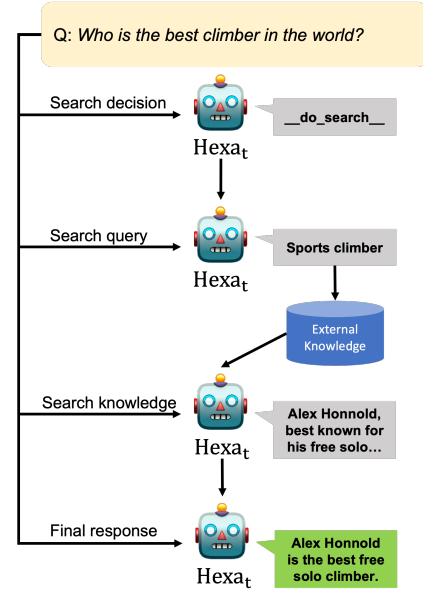 Q: Who is the best climber in the world?
Search decision
__do_search__
Hexa_t
Search query
Sports climber
Hexa_t
External
Knowledge
Search knowledge
Alex Honnold,
best known for
his free solo...
Hexa_t
Final response
Alex Honnold
is the best free
solo climber.
Hexa_t